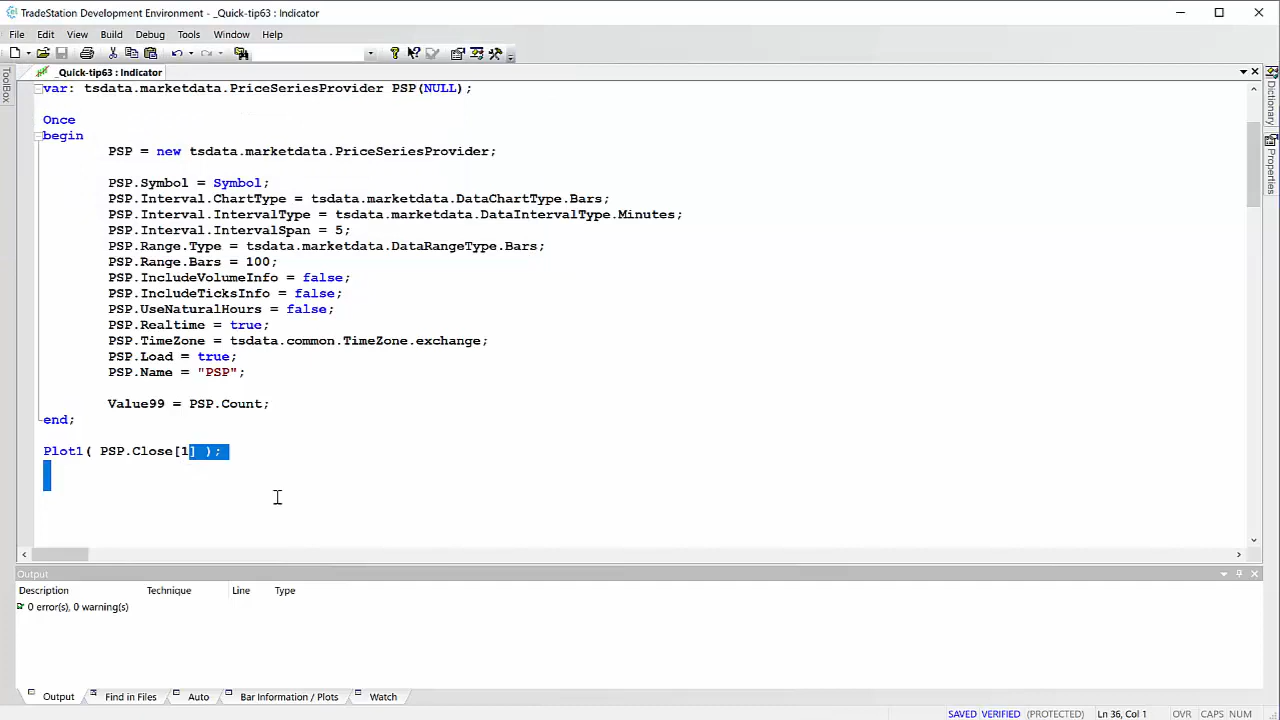 TradeStation Development Environment - _Quick-tip63 : Indicator
File Edit View Build Debug Tools Window Help
_Quick-tip63 : Indicator
ToolBox
Dictionary
Properties
var: tsdata.marketdata.PriceSeriesProvider PSP(NULL);
Once
begin
PSP = new tsdata.marketdata.PriceSeriesProvider;
PSP.Symbol = Symbol;
PSP.Interval.ChartType = tsdata.marketdata.DataChartType.Bars;
PSP.Interval.IntervalType = tsdata.marketdata.DataIntervalType.Minutes;
PSP.Interval.IntervalSpan = 5;
PSP.Range.Type = tsdata.marketdata.DataRangeType.Bars;
PSP.Range.Bars = 100;
PSP.IncludeVolumeInfo = false;
PSP.IncludeTicksInfo = false;
PSP.UseNaturalHours = false;
PSP.Realtime = true;
PSP.TimeZone = tsdata.common.TimeZone.exchange;
PSP.Load = true;
PSP.Name = "PSP";
Value99 = PSP.Count;
end;
Plot1( PSP.Close[1] );
Output
Description Technique Line Type
0 error(s), 0 warning(s)
Output Find in Files Auto Bar Information / Plots Watch
SAVED VERIFIED (PROTECTED) Ln 36, Col 1 OVR CAPS NUM